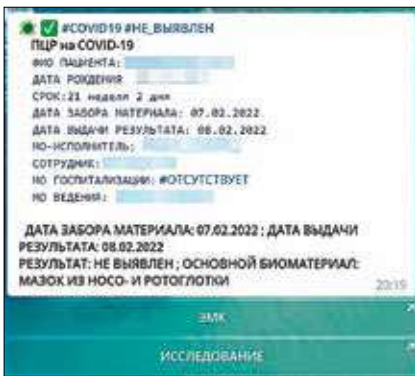 #COVID19 #НЕ_ВЫЯВЛЕН
ПЦР на COVID-19
ФИО ПАЦИЕНТА:
ДАТА РОЖДЕНИЯ
СРОК: 21 неделя 2 дня
ДАТА ЗАБОРА МАТЕРИАЛА: 07.02.2022
ДАТА ВЫДАЧИ РЕЗУЛЬТАТА: 08.02.2022
МО-ИСПОЛНИТЕЛЬ:
СОТРУДНИК:
МО ГОСПИТАЛИЗАЦИИ: #ОТСУТСТВУЕТ
МО ВЕДЕНИЯ:
ДАТА ЗАБОРА МАТЕРИАЛА: 07.02.2022 ; ДАТА ВЫДАЧИ
РЕЗУЛЬТАТА: 08.02.2022
РЕЗУЛЬТАТ: НЕ ВЫЯВЛЕН ; ОСНОВНОЙ БИОМАТЕРИАЛ:
МАЗОК ИЗ НОСО- И РОТОГЛОТКИ
20:19
ЭМК
ИССЛЕДОВАНИЕ